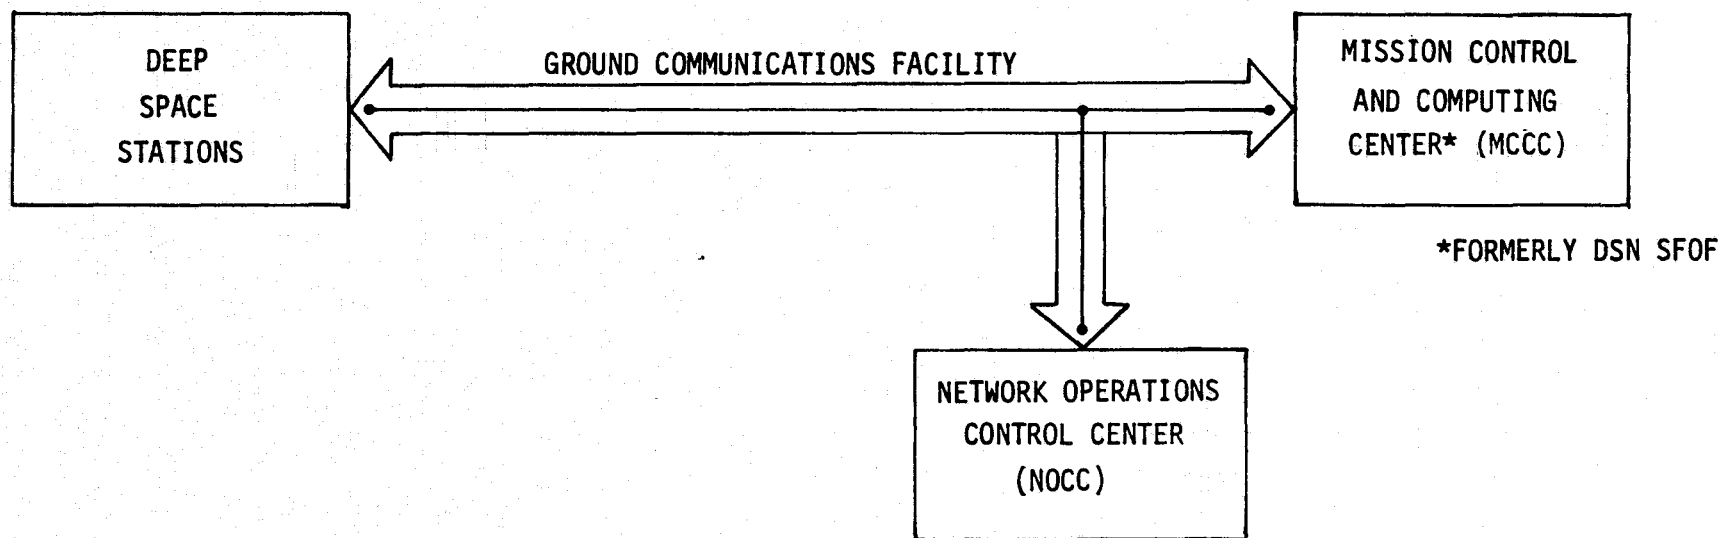 DEEP
SPACE
STATIONS
GROUND COMMUNICATIONS FACILITY
MISSION CONTROL
AND COMPUTING
CENTER* (MCCC)
*FORMERLY DSN SFOF
NETWORK OPERATIONS
CONTROL CENTER
(NOCC)